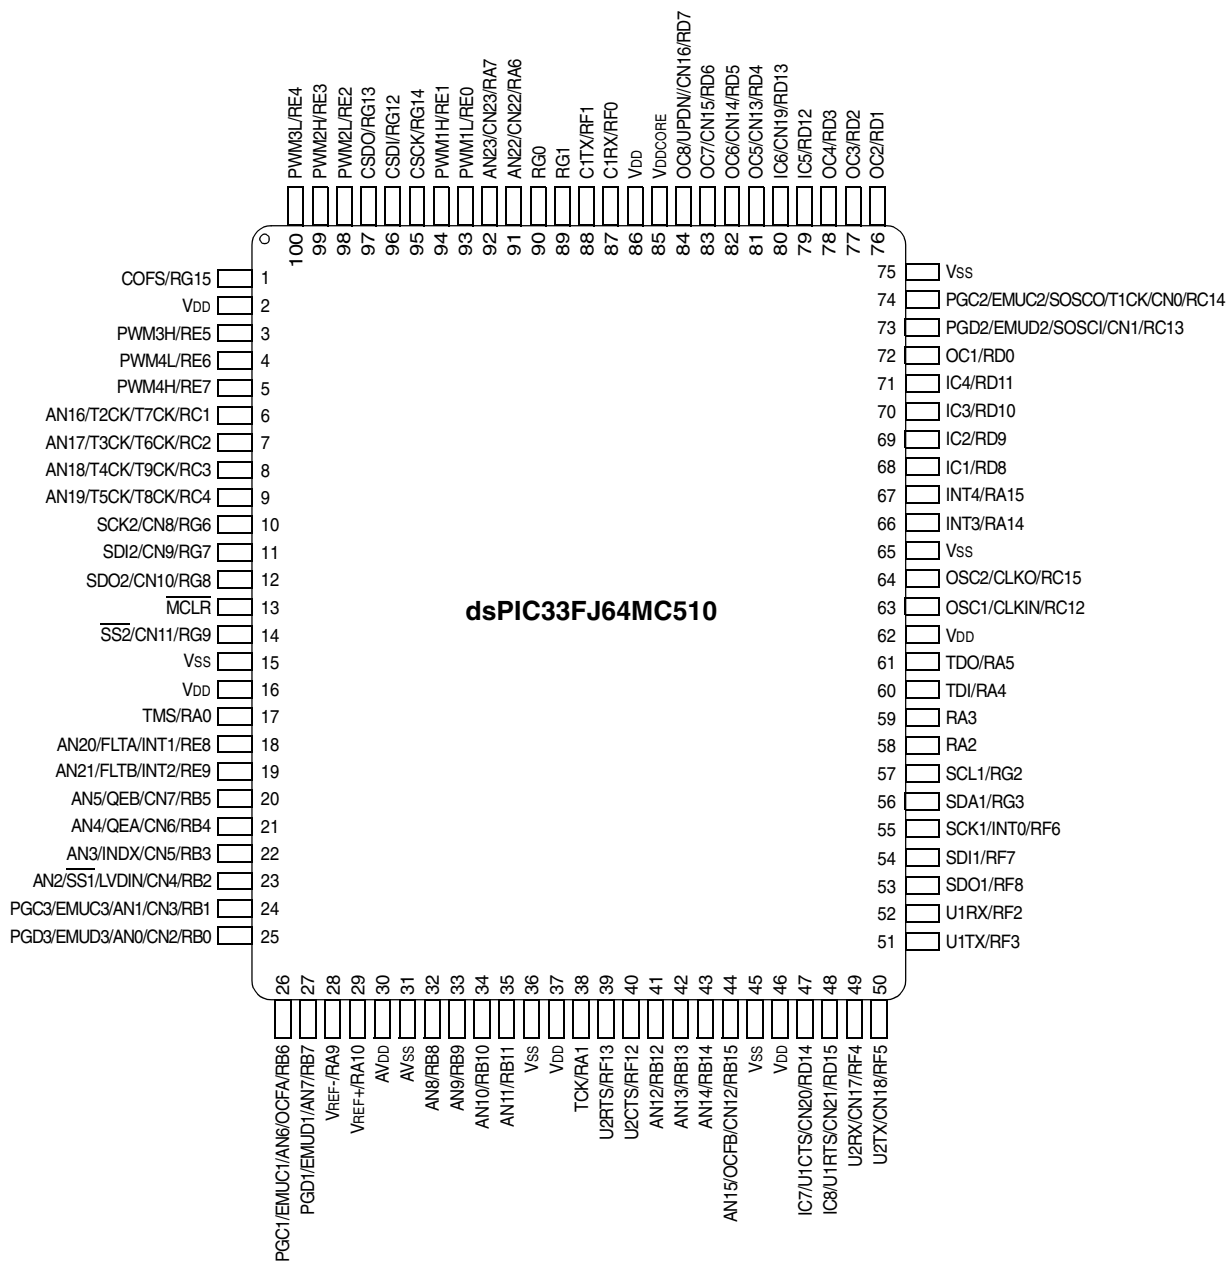 PWM3L/RE4
PWM2H/RE3
PWM2L/RE2
CSDO/RG13
CSDI/RG12
CSCK/RG14
PWM1H/RE1
PWM1L/RE0
AN23/CN23/RA7
AN22/CN22/RA6
RG0
RG1
C1TX/RF1
C1RX/RF0
VDD
VDDCORE
OC8/UPDN//CN16/RD7
OC7/CN15/RD6
OC6/CN14/RD5
OC5/CN13/RD4
IC6/CN19/RD13
IC5/RD12
OC4/RD3
OC3/RD2
OC2/RD1
100
99
98
97
96
95
94
93
92
91
90
89
88
87
86
85
84
83
82
81
80
79
78
77
76
COFS/RG15 1
VDD 2
PWM3H/RE5 3
PWM4L/RE6 4
PWM4H/RE7 5
AN16/T2CK/T7CK/RC1 6
AN17/T3CK/T6CK/RC2 7
AN18/T4CK/T9CK/RC3 8
AN19/T5CK/T8CK/RC4 9
SCK2/CN8/RG6 10
SDI2/CN9/RG7 11
SDO2/CN10/RG8 12
MCLR 13
SS2/CN11/RG9 14
VSS 15
VDD 16
TMS/RA0 17
AN20/FLTA/INT1/RE8 18
AN21/FLTB/INT2/RE9 19
AN5/QEB/CN7/RB5 20
AN4/QEA/CN6/RB4 21
AN3/INDX/CN5/RB3 22
AN2/SS1/LVDIN/CN4/RB2 23
PGC3/EMUC3/AN1/CN3/RB1 24
PGD3/EMUD3/AN0/CN2/RB0 25
dsPIC33FJ64MC510
75 VSS
74 PGC2/EMUC2/SOSCO/T1CK/CN0/RC14
73 PGD2/EMUD2/SOSCI/CN1/RC13
72 OC1/RD0
71 IC4/RD11
70 IC3/RD10
69 IC2/RD9
68 IC1/RD8
67 INT4/RA15
66 INT3/RA14
65 VSS
64 OSC2/CLKO/RC15
63 OSC1/CLKIN/RC12
62 VDD
61 TDO/RA5
60 TDI/RA4
59 RA3
58 RA2
57 SCL1/RG2
56 SDA1/RG3
55 SCK1/INT0/RF6
54 SDI1/RF7
53 SDO1/RF8
52 U1RX/RF2
51 U1TX/RF3
26
27
28
29
30
31
32
33
34
35
36
37
38
39
40
41
42
43
44
45
46
47
48
49
50
PGC1/EMUC1/AN6/OCFA/RB6
PGD1/EMUD1/AN7/RB7
VREF-/RA9
VREF+/RA10
AVDD
AVSS
AN8/RB8
AN9/RB9
AN10/RB10
AN11/RB11
VSS
VDD
TCK/RA1
U2RTS/RF13
U2CTS/RF12
AN12/RB12
AN13/RB13
AN14/RB14
AN15/OCFB/CN12/RB15
VSS
VDD
IC7/U1CTS/CN20/RD14
IC8/U1RTS/CN21/RD15
U2RX/CN17/RF4
U2TX/CN18/RF5